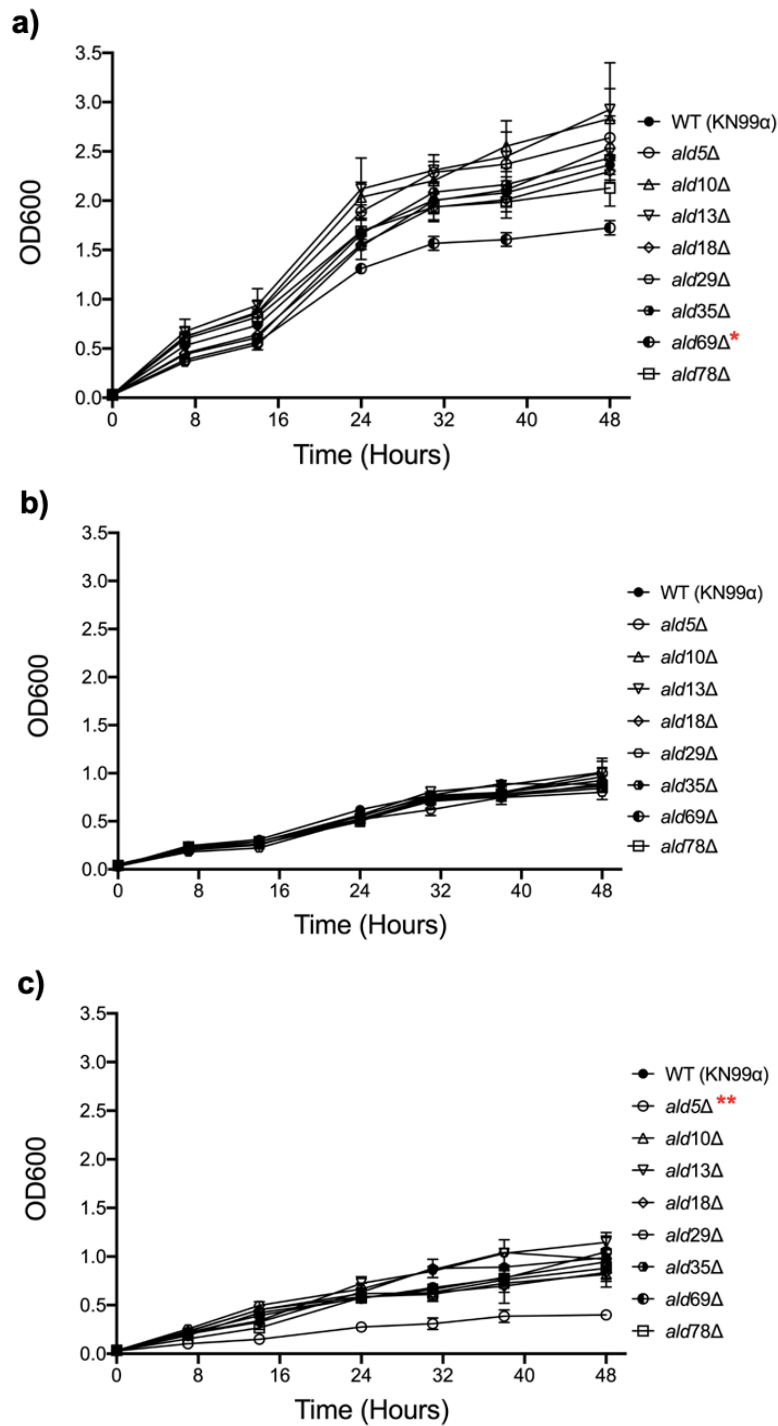 a)
3.5
3.0
2.5
2.0
1.5
1.0
0.5
0.0
OD600
0 8 16 24 32 40 48
Time (Hours)
WT (KN99α)
ald5Δ
ald10Δ
ald13Δ
ald18Δ
ald29Δ
ald35Δ
ald69Δ*
ald78Δ
b)
3.5
3.0
2.5
2.0
1.5
1.0
0.5
0.0
OD600
0 8 16 24 32 40 48
Time (Hours)
WT (KN99α)
ald5Δ
ald10Δ
ald13Δ
ald18Δ
ald29Δ
ald35Δ
ald69Δ
ald78Δ
c)
3.5
3.0
2.5
2.0
1.5
1.0
0.5
0.0
OD600
0 8 16 24 32 40 48
Time (Hours)
WT (KN99α)
ald5Δ**
ald10Δ
ald13Δ
ald18Δ
ald29Δ
ald35Δ
ald69Δ
ald78Δ